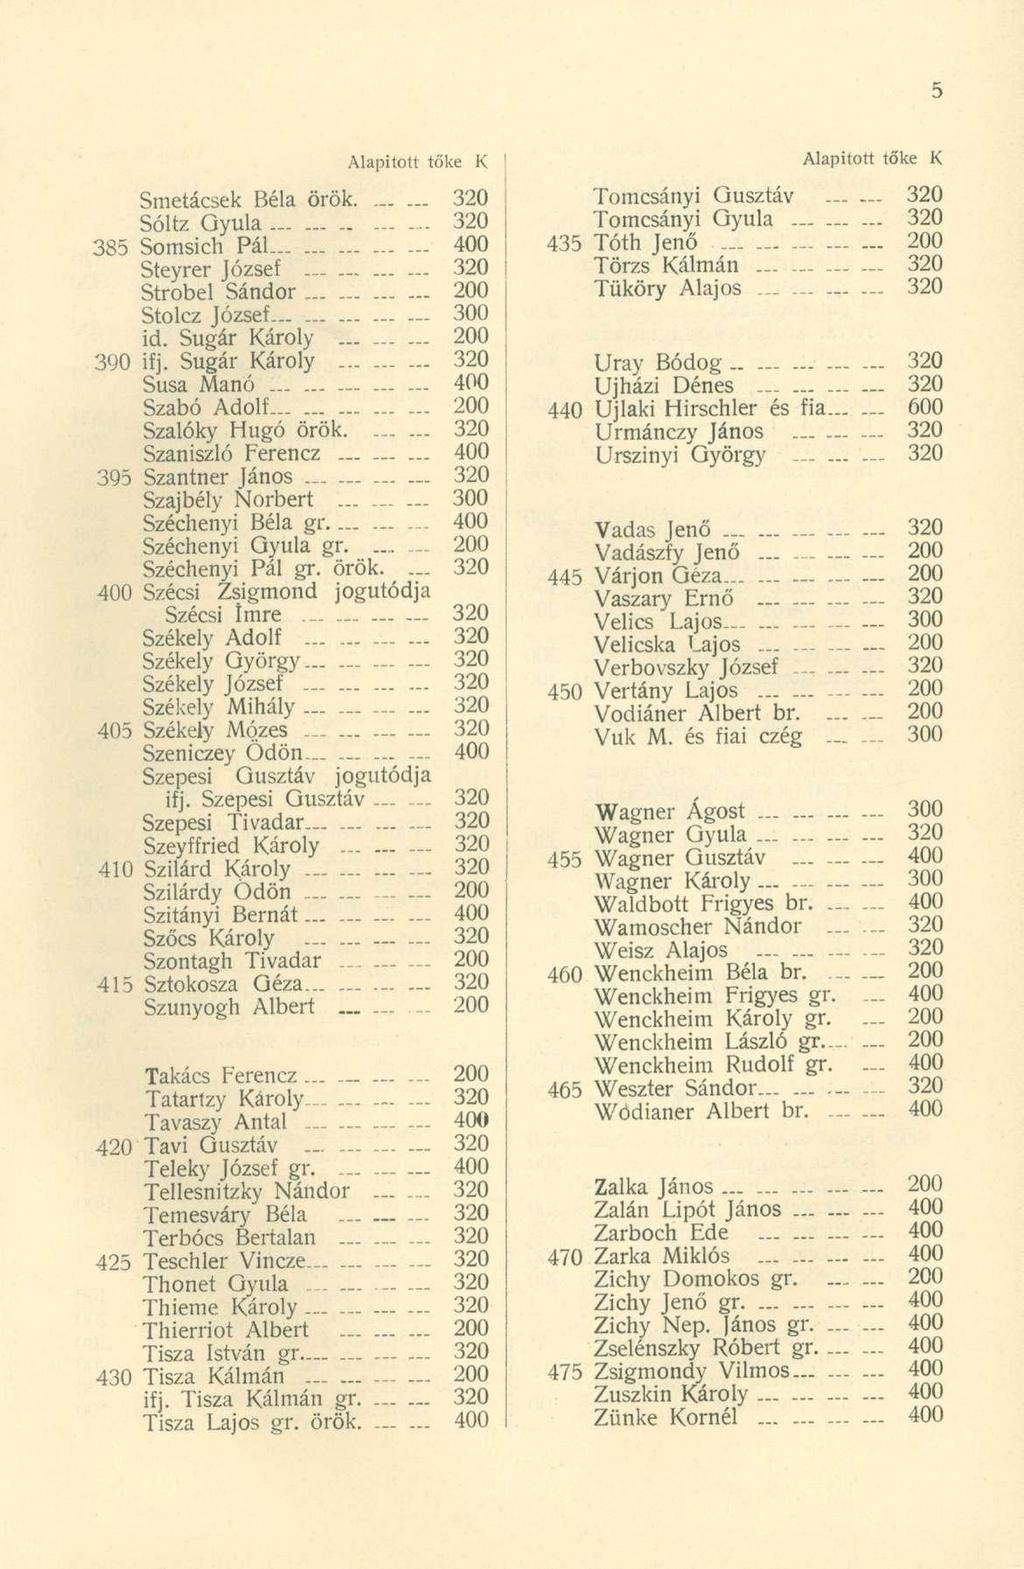 5
Alapitott tőke K
Smetácsek Béla örök. 320
Sóltz Gyula 320
385 Somsich Pál 400
Steyrer József 320
Strobel Sándor 200
Stolcz József 300
id. Sugár Károly 200
390 ifj. Sugár Károly 320
Susa Manó 400
Szabó Adolf 200
Szalóky Hugó örök. 320
Szaniszló Ferencz 400
395 Szantner János 320
Szajbély Norbert 300
Széchenyi Béla gr. 400
Széchenyi Gyula gr. 200
Széchenyi Pál gr. örök. 320
400 Szécsi Zsigmond jogutódja
Szécsi Imre 320
Székely Adolf 320
Székely György 320
Székely József 320
Székely Mihály 320
405 Székely Mózes 320
Szeniczey Ödön 400
Szepesi Gusztáv jogutódja
ifj. Szepesi Gusztáv 320
Szepesi Tivadar 320
Szeyffried Károly 320
410 Szilárd Károly 320
Szilárdy Ödön 200
Szitányi Bernát 400
Szőcs Károly 320
Szontagh Tivadar 200
415 Sztokosza Géza 320
Szunyogh Albert 200
Takács Ferencz 200
Tatartzy Károly 320
Tavaszy Antal 400
420 Tavi Gusztáv 320
Teleky József gr. 400
Tellesnitzky Nándor 320
Temesváry Béla 320
Terbócs Bertalan 320
425 Teschler Vincze 320
Thonet Gyula 320
Thieme Károly 320
Thierriot Albert 200
Tisza István gr. 320
430 Tisza Kálmán 200
ifj. Tisza Kálmán gr. 320
Tisza Lajos gr. örök. 400
Alapitott tőke K
Tomcsányi Gusztáv 320
Tomcsányi Gyula 320
435 Tóth Jenő 200
Törzs Kálmán 320
Tüköry Alajos 320
Uray Bódog 320
Ujházi Dénes 320
440 Ujlaki Hirschler és fia 600
Urmánczy János 320
Urszinyi György 320
Vadas Jenő 320
Vadászfy Jenő 200
445 Várjon Géza 200
Vaszary Ernő 320
Velics Lajos 300
Velicska Lajos 200
Verbovszky József 320
450 Vertány Lajos 200
Vodiáner Albert br. 200
Vuk M. és fiai czég 300
Wagner Ágost 300
Wagner Gyula 320
455 Wagner Gusztáv 400
Wagner Károly 300
Waldbott Frigyes br. 400
Wamoscher Nándor 320
Weisz Alajos 320
460 Wenckheim Béla br. 200
Wenckheim Frigyes gr. 400
Wenckheim Károly gr. 200
Wenckheim László gr. 200
Wenckheim Rudolf gr. 400
465 Weszter Sándor 320
Wódianer Albert br. 400
Zalka János 200
Zalán Lipót János 400
Zarboch Ede 400
470 Zarka Miklós 400
Zichy Domokos gr. 200
Zichy Jenő gr. 400
Zichy Nep. János gr. 400
Zselénszky Róbert gr. 400
475 Zsigmondy Vilmos 400
Zuszkin Károly 400
Zünke Kornél 400